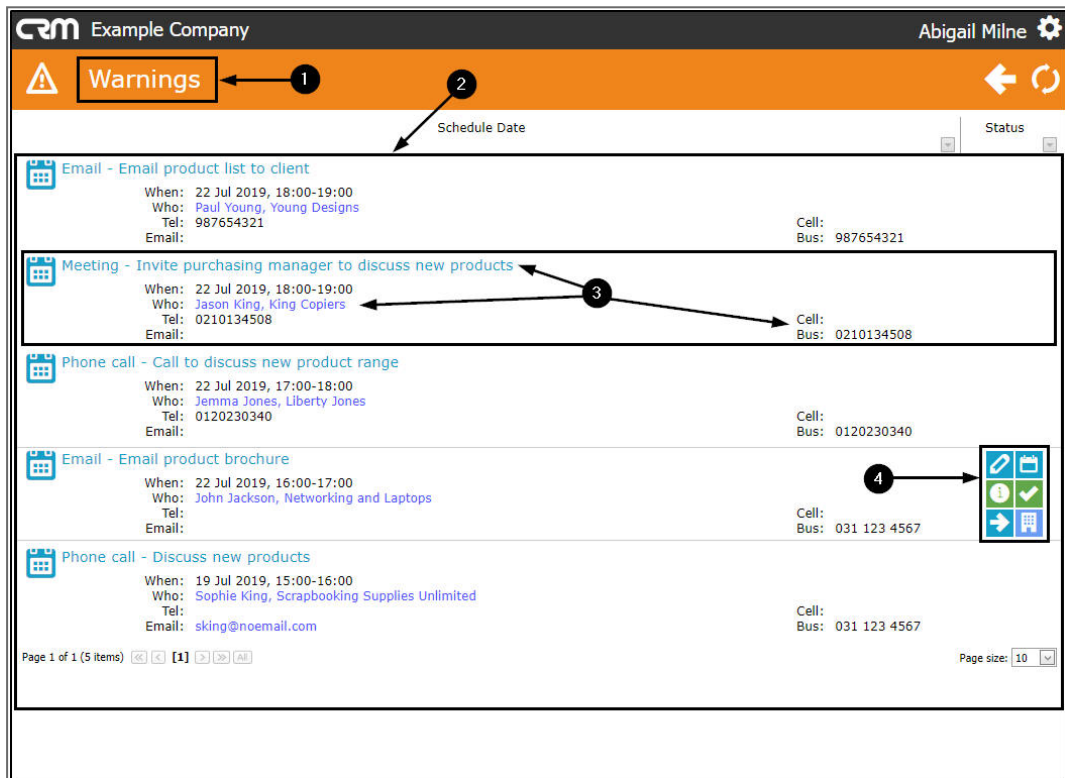 CRM Example Company Abigail Milne
Warnings 1
2
Schedule Date Status
Email - Email product list to client
When: 22 Jul 2019, 18:00-19:00
Who: Paul Young, Young Designs
Tel: 987654321 Cell:
Email: Bus: 987654321
Meeting - Invite purchasing manager to discuss new products
When: 22 Jul 2019, 18:00-19:00
3
Who: Jason King, King Copiers
Tel: 0210134508 Cell:
Email: Bus: 0210134508
Phone call - Call to discuss new product range
When: 22 Jul 2019, 17:00-18:00
Who: Jemma Jones, Liberty Jones
Tel: 0120230340 Cell:
Email: Bus: 0120230340
Email - Email product brochure
4
When: 22 Jul 2019, 16:00-17:00
Who: John Jackson, Networking and Laptops
Tel: Cell:
Email: Bus: 031 123 4567
Phone call - Discuss new products
When: 19 Jul 2019, 15:00-16:00
Who: Sophie King, Scrapbooking Supplies Unlimited
Tel: Cell:
Email: sking@noemail.com Bus: 031 123 4567
Page 1 of 1 (5 items) [1] All Page size: 10